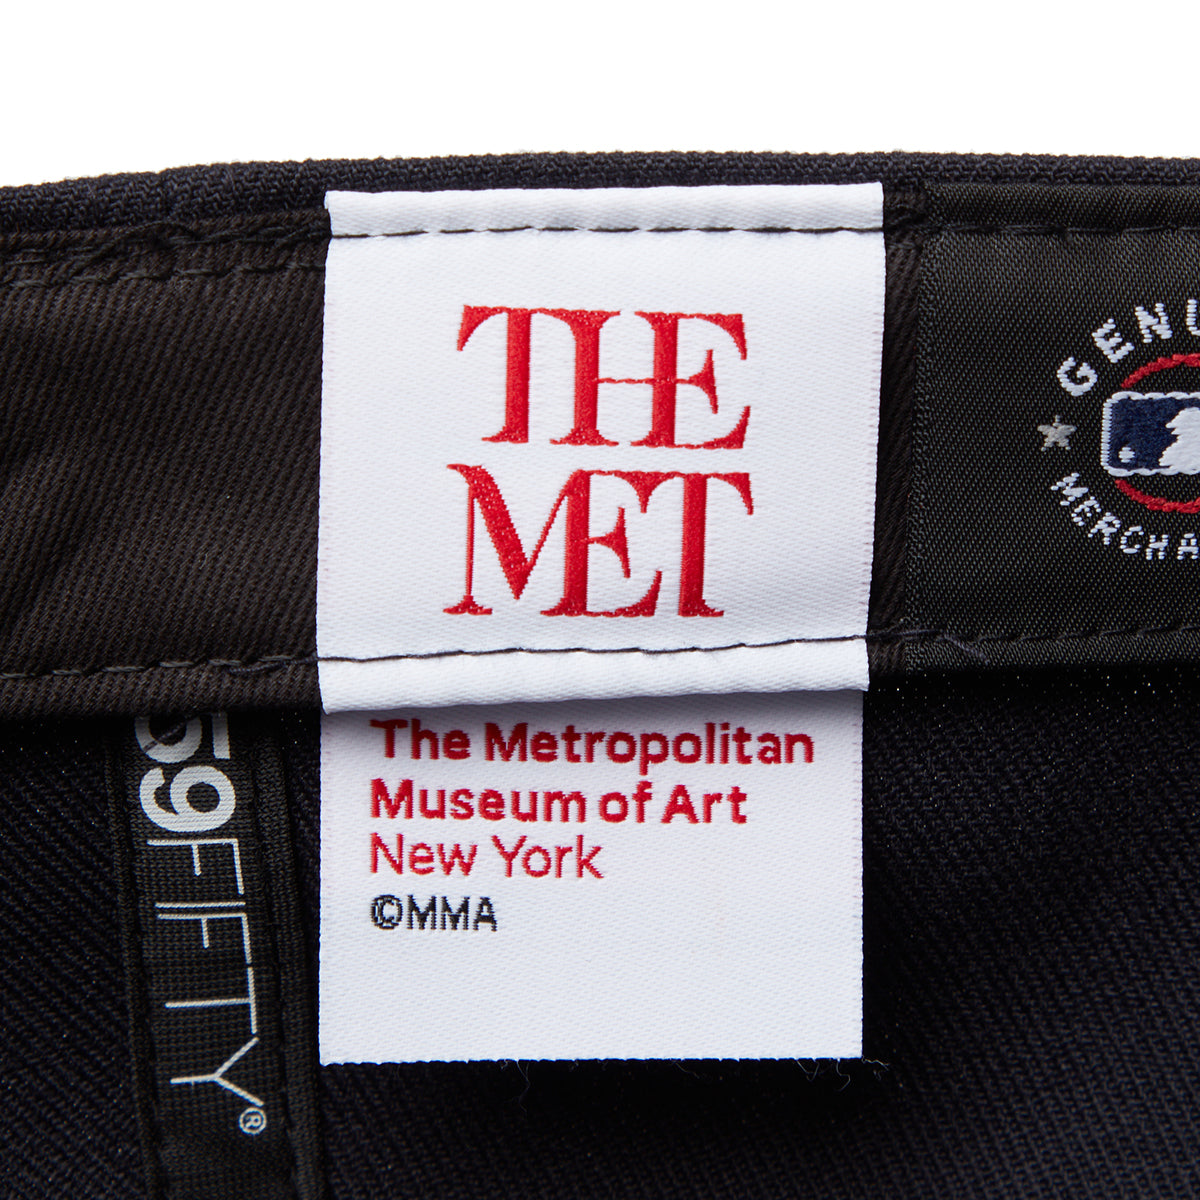 THE
MET
The Metropolitan
Museum of Art
New York
©MMA
59FIFTY®